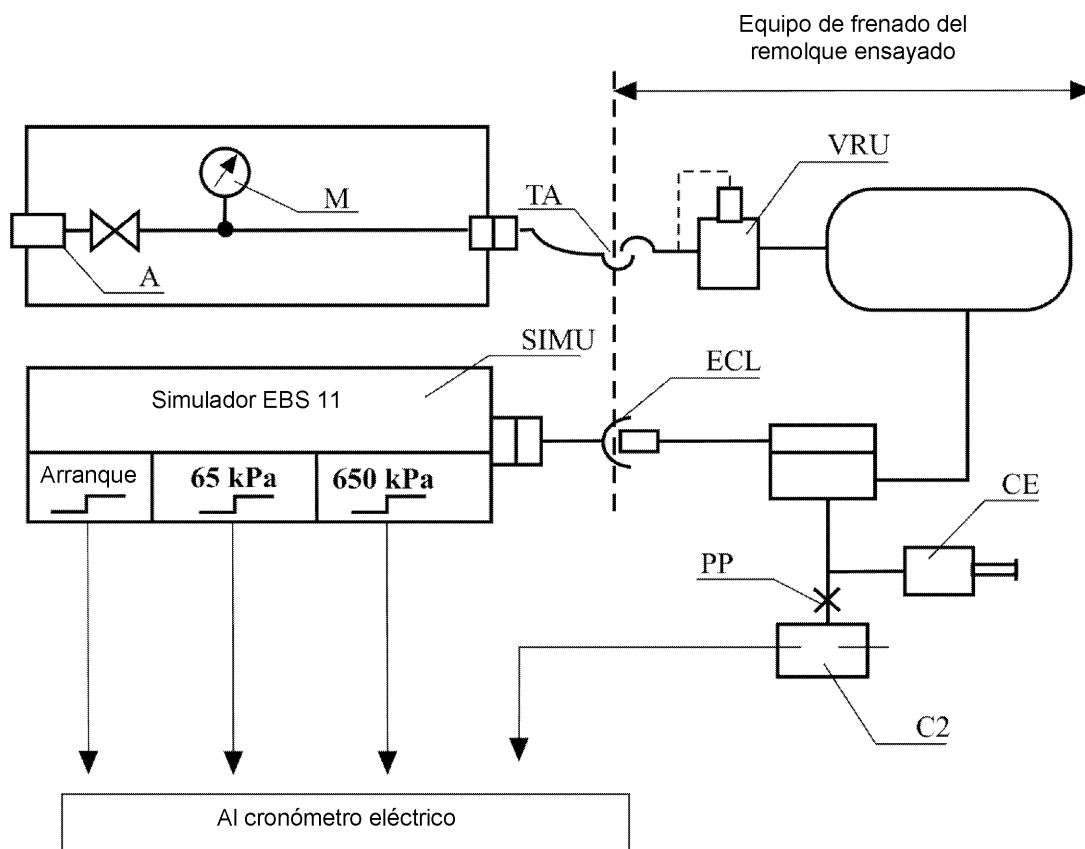 Equipo de frenado del
remolque ensayado
VRU
M
TA
A
SIMU
ECL
Simulador EBS 11
Arranque
65 kPa
650 kPa
CE
PP
C2
Al cronómetro eléctrico